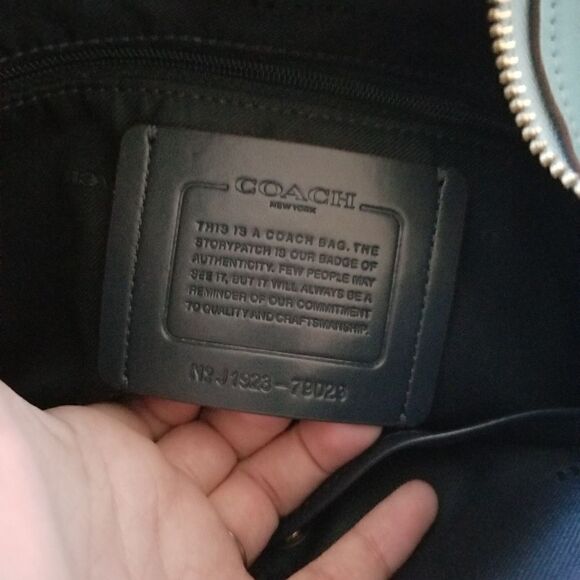 COACH
NEW YORK
THIS IS A COACH BAG. THE
STORYPATCH IS OUR BADGE OF
AUTHENTICITY. FEW PEOPLE MAY
SEE IT, BUT IT WILL ALWAYS BE A
REMINDER OF OUR COMMITMENT
TO QUALITY AND CRAFTSMANSHIP.